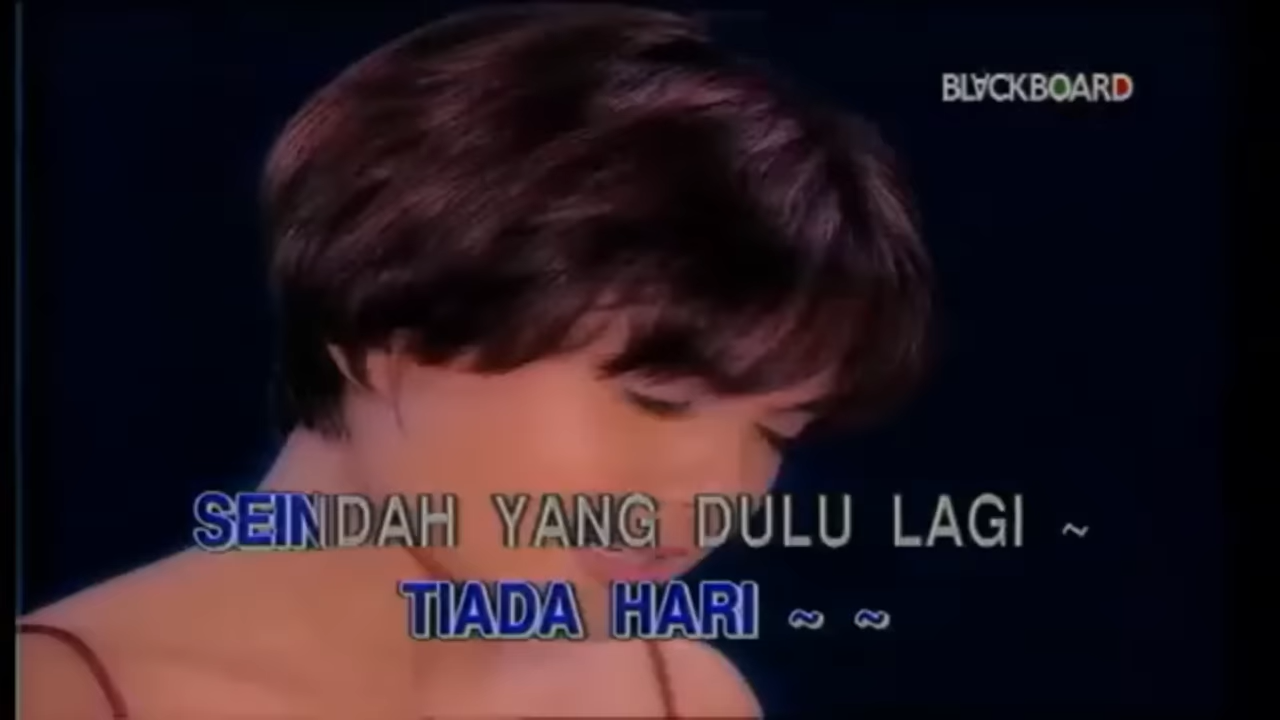 BLACKBOARD
SEINDAH YANG DULU LAGI ~
TIADA HARI ~ ~